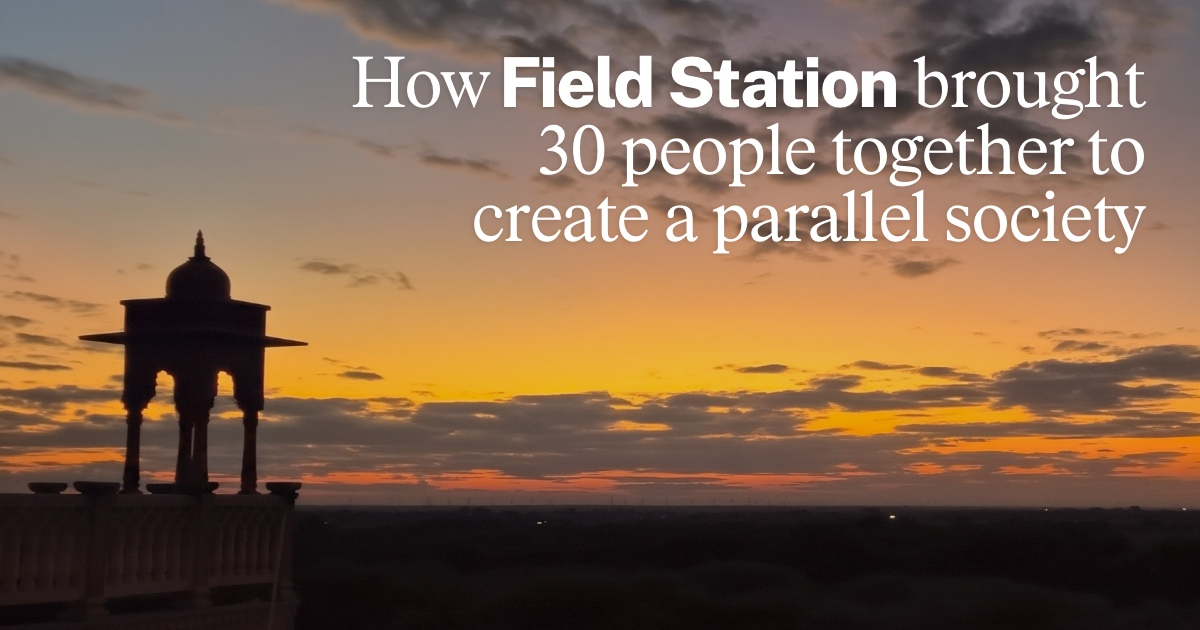 How Field Station brought
30 people together to
create a parallel society